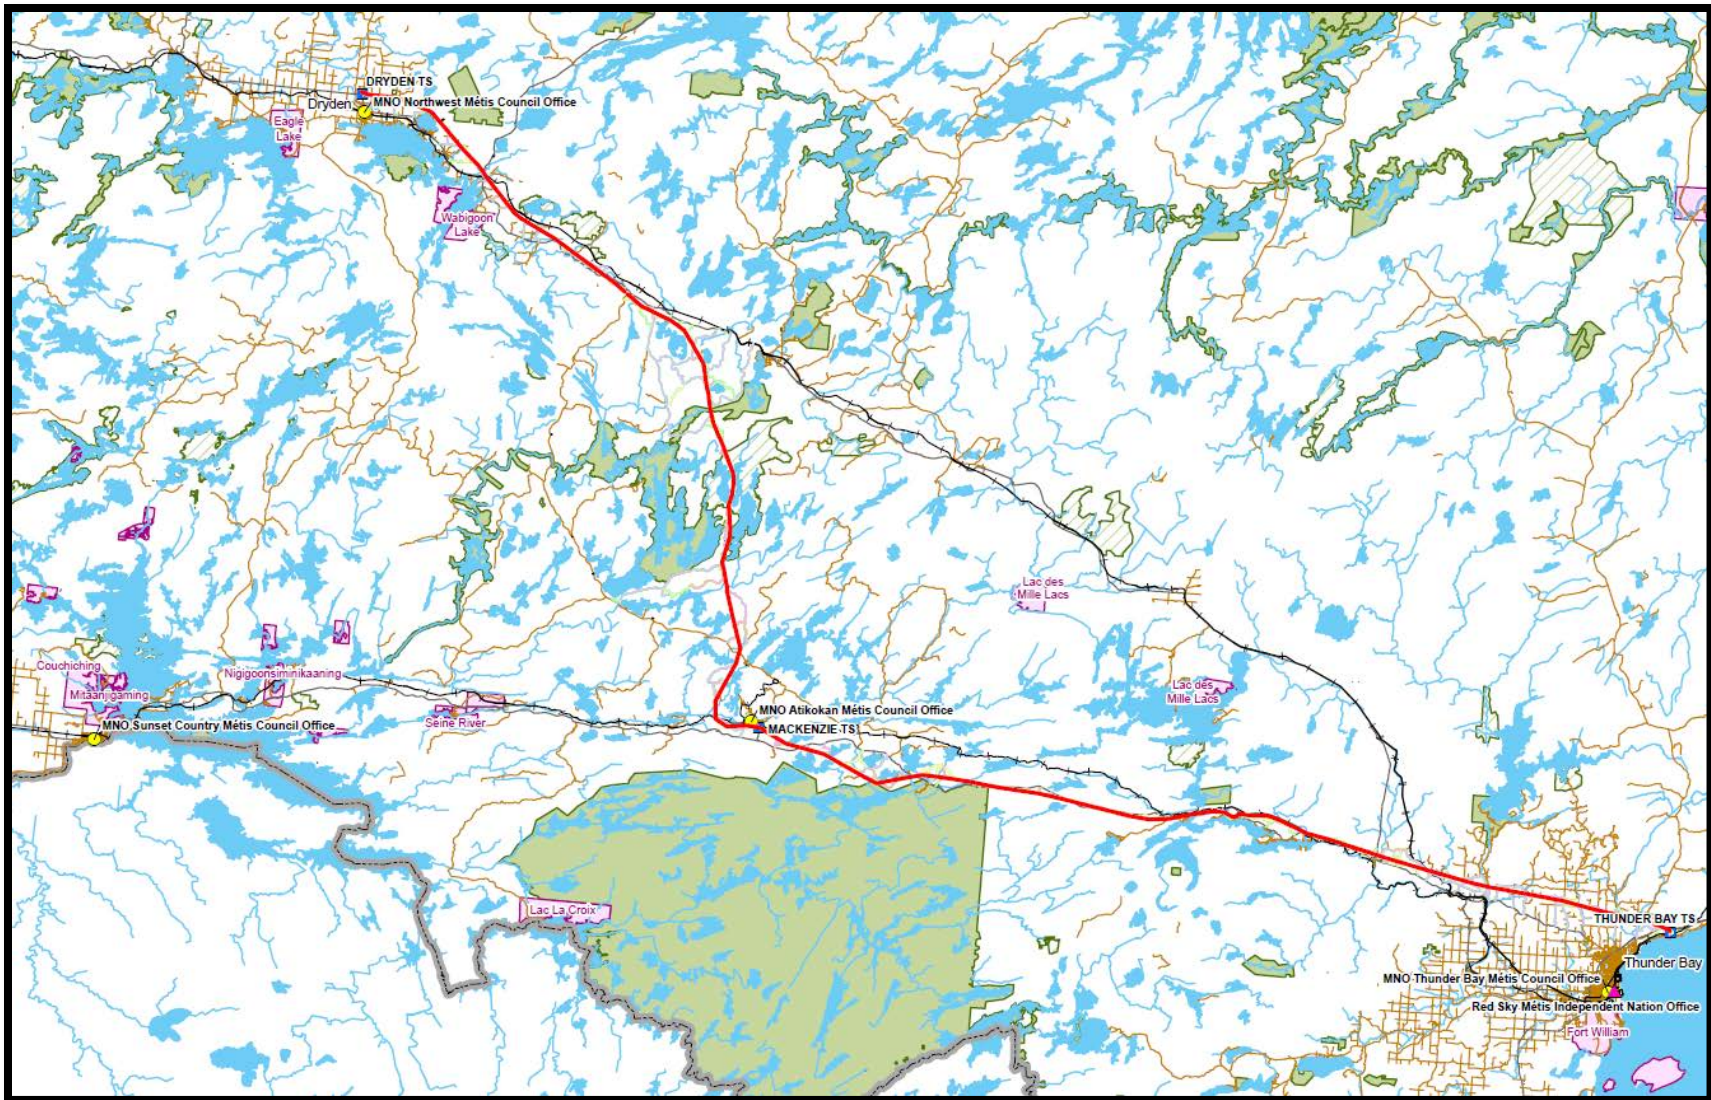 DRYDEN TS
Dryden
MNO Northwest Métis Council Office
Eagle
Lake
Wabigoon
Lake
Lac des
Mille Lacs
Couchiching
Mitaanjigaming
Nigigoonsiminikaaning
Lac des
Mille Lacs
MNO Sunset Country Métis Council Office
Seine River
MNO Atikokan Métis Council Office
MACKENZIE TS
Lac La Croix
THUNDER BAY TS
Thunder Bay
MNO Thunder Bay Métis Council Office
Red Sky Métis Independent Nation Office
Fort William